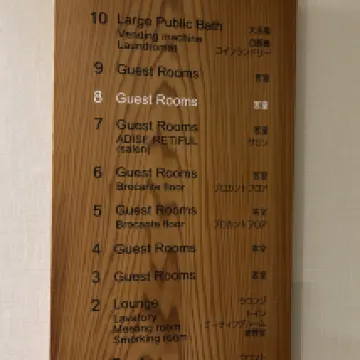 10 Large Public Bath 大浴場
Vending machine 自販機
Laundromat コインランドリー
9 Guest Rooms 客室
8 Guest Rooms 客室
7 Guest Rooms 客室
ADISH RETIFUL サロン
(salon)
6 Guest Rooms 客室
Brocante floor ブロカントフロア
5 Guest Rooms 客室
Brocante floor ブロカントフロア
4 Guest Rooms 客室
3 Guest Rooms 客室
2 Lounge ラウンジ
Lavatory トイレ
Meeting room ミーティングルーム
Smorking room 喫煙室